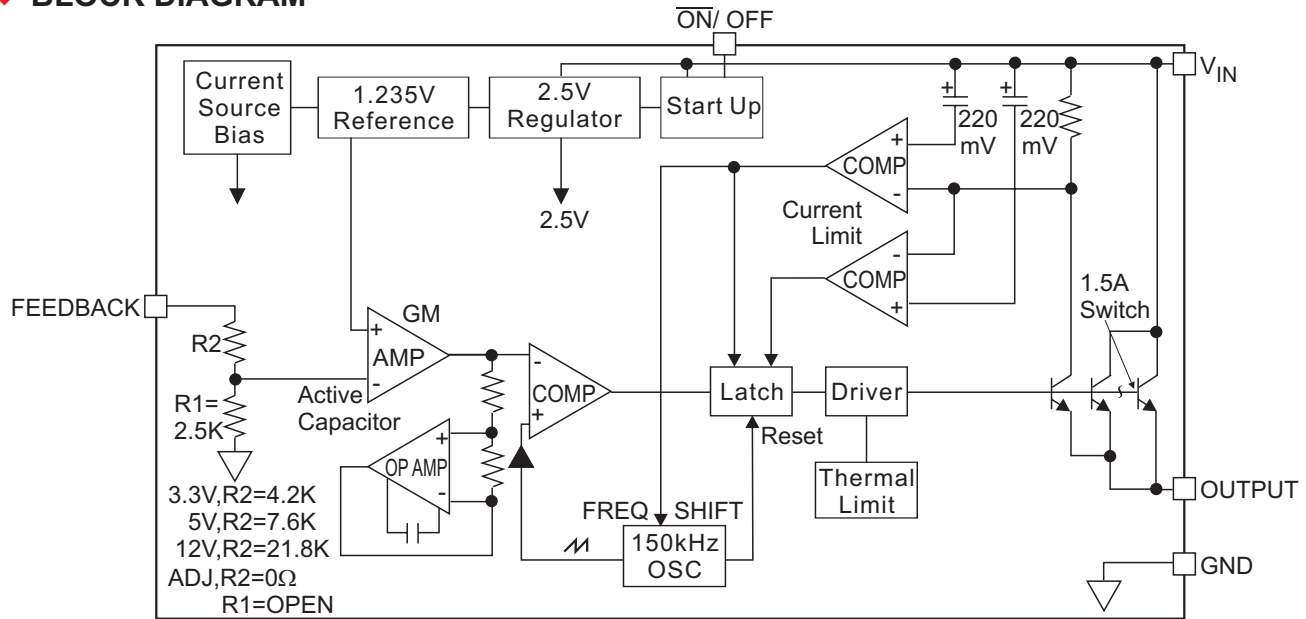 BLOCK DIAGRAM
ON/ OFF
VIN
Current
Source
Bias
1.235V
Reference
2.5V
Regulator
Start Up
2.5V
+
220
mV
+
220
mV
+
COMP
-
Current
Limit
-
COMP
+
1.5A
Switch
FEEDBACK
R2
R1=
2.5K
GM
+
AMP
-
Active
Capacitor
+
OP AMP
-
-
COMP
+
Latch
Driver
Reset
Thermal
Limit
FREQ SHIFT
150kHz
OSC
3.3V,R2=4.2K
5V,R2=7.6K
12V,R2=21.8K
ADJ,R2=0Ω
R1=OPEN
OUTPUT
GND